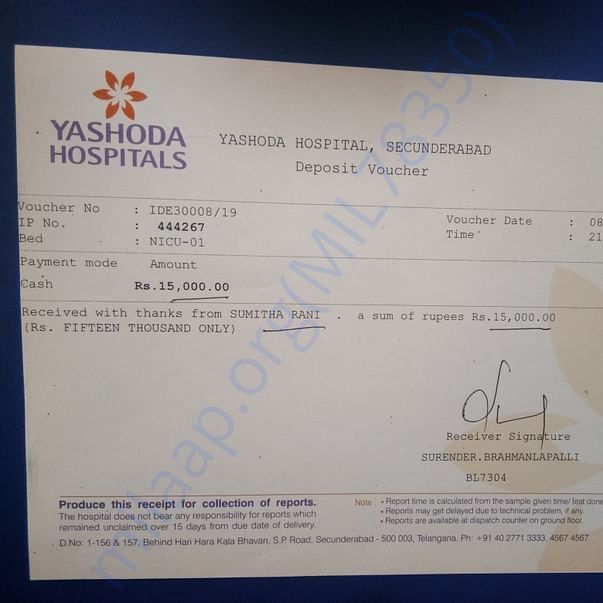 YASHODA
HOSPITALS
YASHODA HOSPITAL, SECUNDERABAD
Deposit Voucher
Voucher No : IDE30008/19
Voucher Date : 08
IP No. : 444267
Time : 21
Bed : NICU-01
Payment mode Amount
Cash Rs.15,000.00
Received with thanks from SUMITHA RANI . a sum of rupees Rs.15,000.00
(Rs. FIFTEEN THOUSAND ONLY)
Receiver Signature
SURENDER.BRAHMANLAPALLI
BL7304
Produce this receipt for collection of reports.
The hospital does not bear any responsibility for reports which
remained unclaimed over 15 days from due date of delivery.
Note : • Report time is calculated from the sample given time/ test done
• Reports may get delayed due to technical problem, if any.
• Reports are available at dispatch counter on ground floor.
D.No: 1-156 & 157, Behind Hari Hara Kala Bhavan, S.P. Road, Secunderabad - 500 003, Telangana. Ph: +91 40 2771 3333, 4567 4567.
milaap.org(MIL78350)